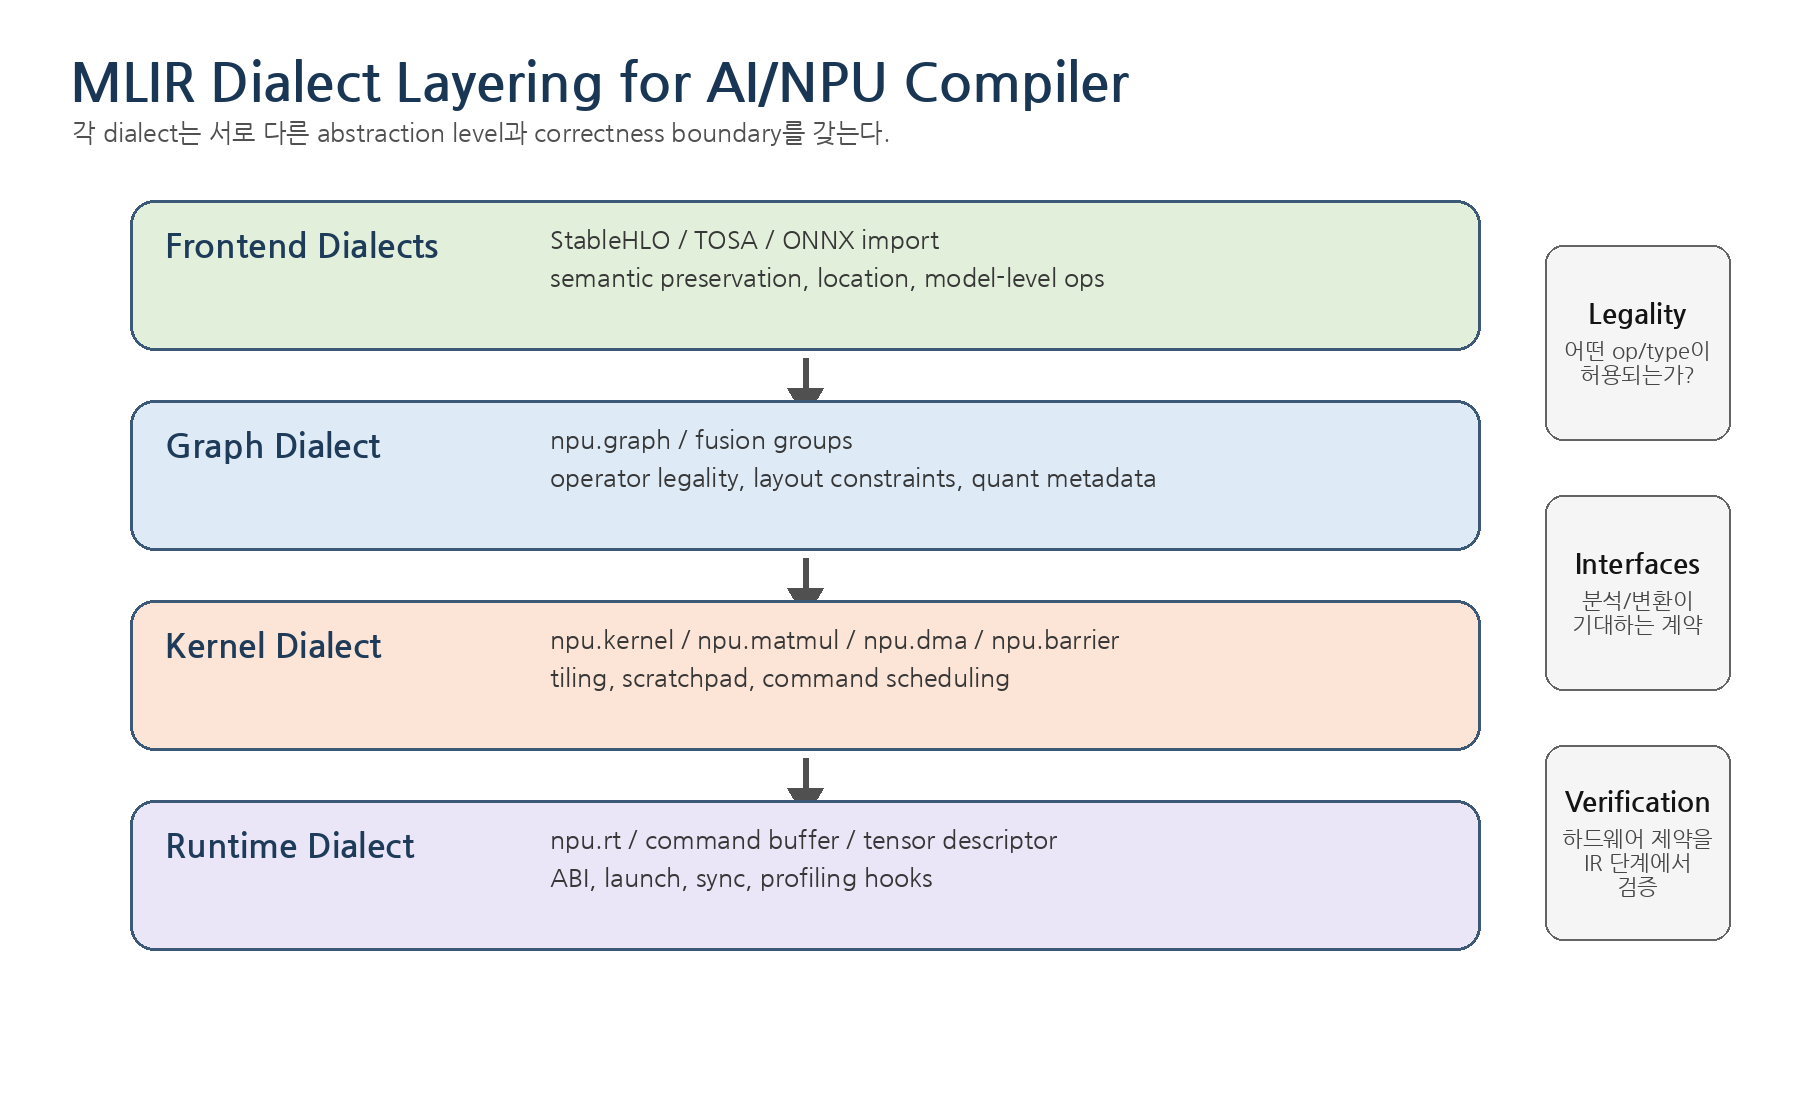 MLIR Dialect Layering for AI/NPU Compiler
각 dialect는 서로 다른 abstraction level과 correctness boundary를 갖는다.
Frontend Dialects
StableHLO / TOSA / ONNX import
semantic preservation, location, model-level ops
Graph Dialect
npu.graph / fusion groups
operator legality, layout constraints, quant metadata
Kernel Dialect
npu.kernel / npu.matmul / npu.dma / npu.barrier
tiling, scratchpad, command scheduling
Runtime Dialect
npu.rt / command buffer / tensor descriptor
ABI, launch, sync, profiling hooks
Legality
어떤 op/type이
허용되는가?
Interfaces
분석/변환이
기대하는 계약
Verification
하드웨어 제약을
IR 단계에서
검증